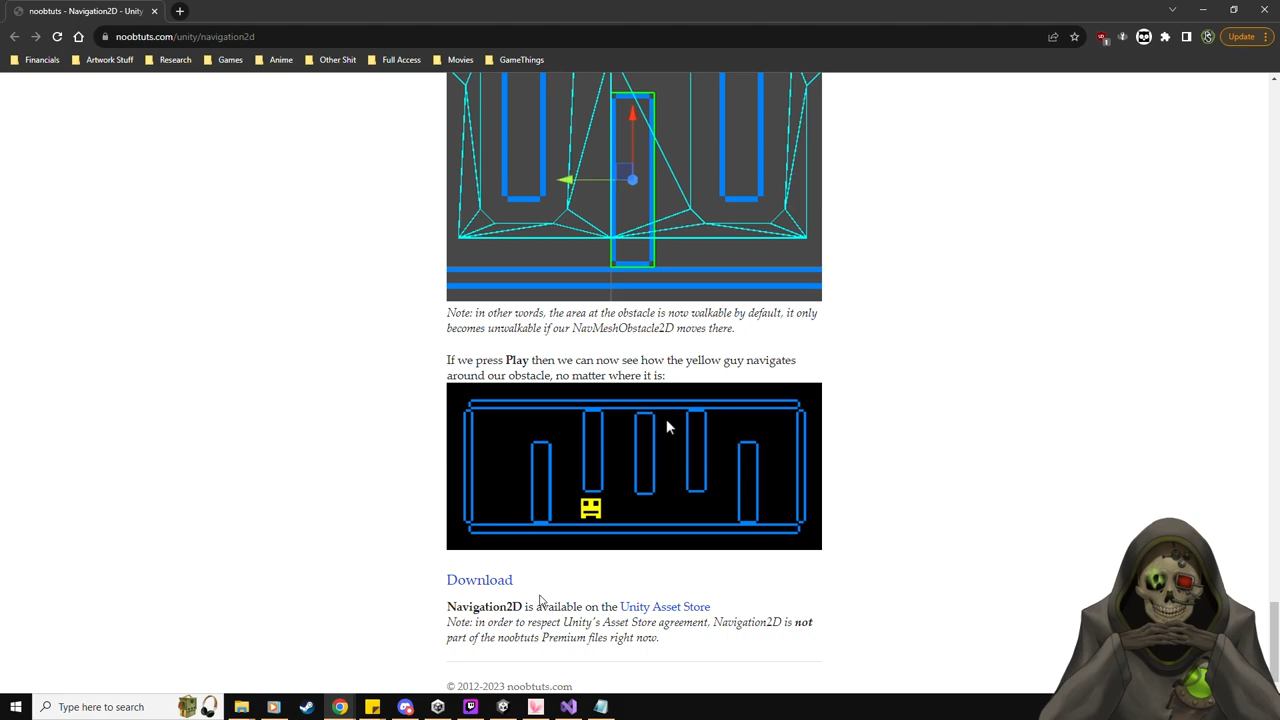 noobtuts - Navigation2D - Unity
noobtuts.com/unity/navigation2d
Update
Financials
Artwork Stuff
Research
Games
Anime
Other Shit
Full Access
Movies
GameThings
Note: in other words, the area at the obstacle is now walkable by default, it only
becomes unwalkable if our NavMeshObstacle2D moves there.
If we press Play then we can now see how the yellow guy navigates
around our obstacle, no matter where it is:
Download
Navigation2D is available on the Unity Asset Store
Note: in order to respect Unity's Asset Store agreement, Navigation2D is not
part of the noobtuts Premium files right now.
© 2012-2023 noobtuts.com
Type here to search